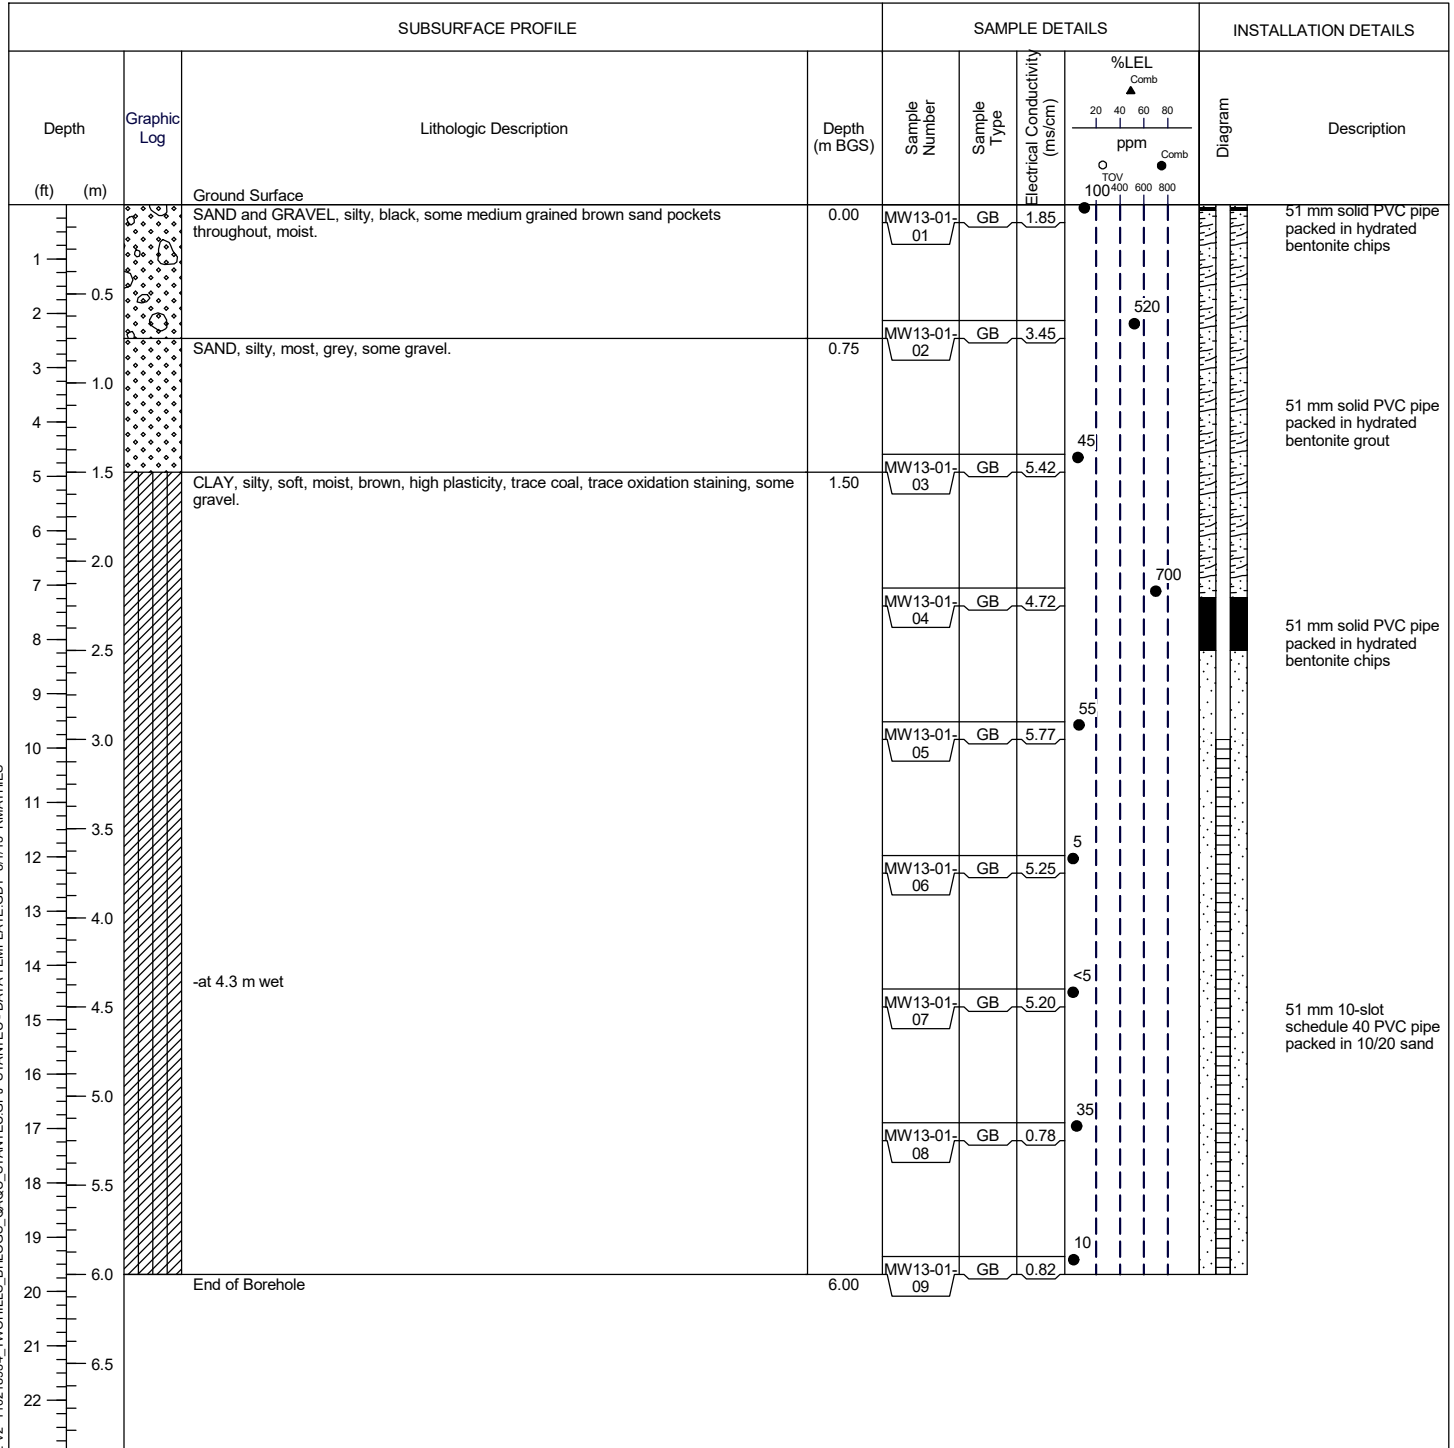 SUBSURFACE PROFILE
SAMPLE DETAILS
INSTALLATION DETAILS
Depth
(ft)
(m)
Graphic
Log
Lithologic Description
Depth
(m BGS)
Sample
Number
Sample
Type
Electrical Conductivity
(ms/cm)
%LEL
Comb
20 40 60 80
ppm
TOV
Comb
400 600 800
Diagram
Description
Ground Surface
SAND and GRAVEL, silty, black, some medium grained brown sand pockets
throughout, moist.
0.00
MW13-01-
01
GB
1.85
100
51 mm solid PVC pipe
packed in hydrated
bentonite chips
1
0.5
2
520
SAND, silty, most, grey, some gravel.
0.75
MW13-01-
02
GB
3.45
3
1.0
4
51 mm solid PVC pipe
packed in hydrated
bentonite grout
45
5
1.5
CLAY, silty, soft, moist, brown, high plasticity, trace coal, trace oxidation staining, some
gravel.
1.50
MW13-01-
03
GB
5.42
6
2.0
7
700
MW13-01-
04
GB
4.72
8
2.5
51 mm solid PVC pipe
packed in hydrated
bentonite chips
9
55
3.0
10
MW13-01-
05
GB
5.77
11
3.5
12
5
MW13-01-
06
GB
5.25
13
4.0
14
-at 4.3 m wet
<5
4.5
15
MW13-01-
07
GB
5.20
51 mm 10-slot
schedule 40 PVC pipe
packed in 10/20 sand
16
5.0
17
35
MW13-01-
08
GB
0.78
18
5.5
19
10
6.0
20
End of Borehole
6.00
MW13-01-
09
GB
0.82
21
6.5
22